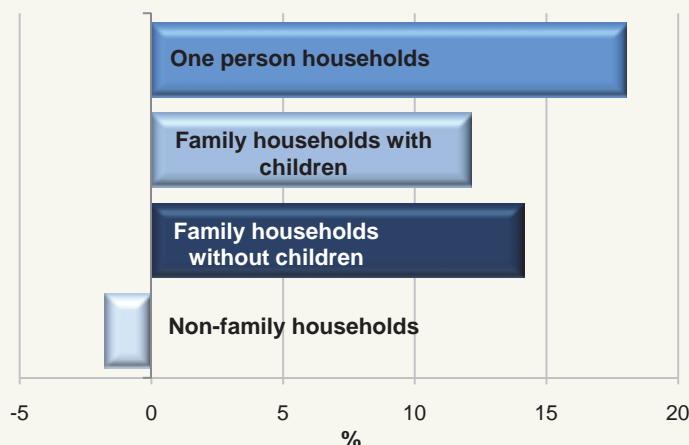 One person households
Family households with
children
Family households
without children
Non-family households
-5 0 5 10 15 20
%